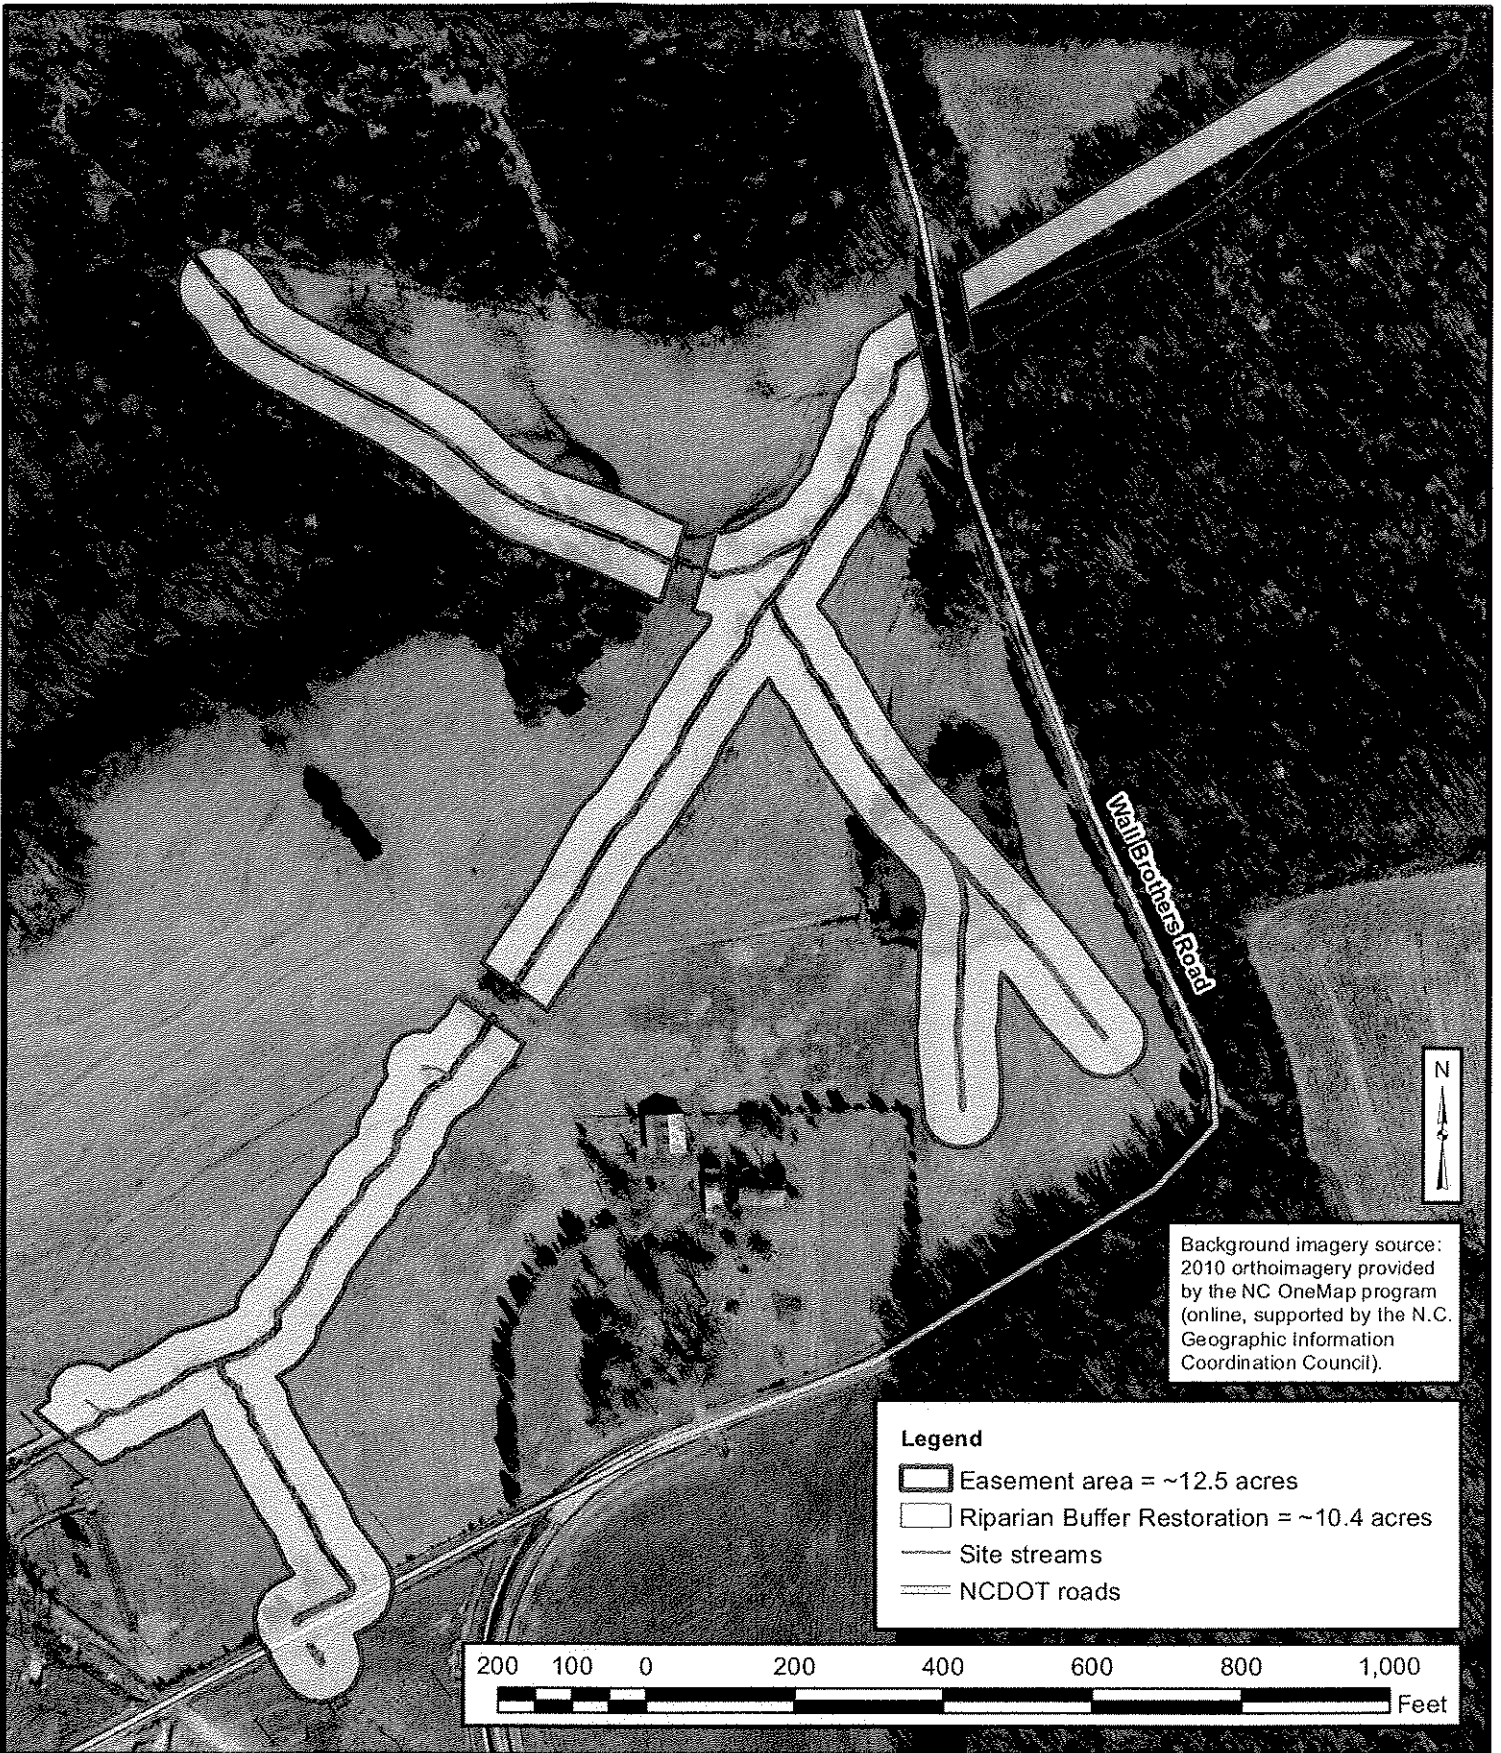 Wall Brothers Road
N
Background imagery source:
2010 orthoimagery provided
by the NC OneMap program
(online, supported by the N.C.
Geographic Information
Coordination Council).
Legend
Easement area = ~12.5 acres
Riparian Buffer Restoration = ~10.4 acres
Site streams
NCDOT roads
200 100 0 200 400 600 800 1,000
Feet